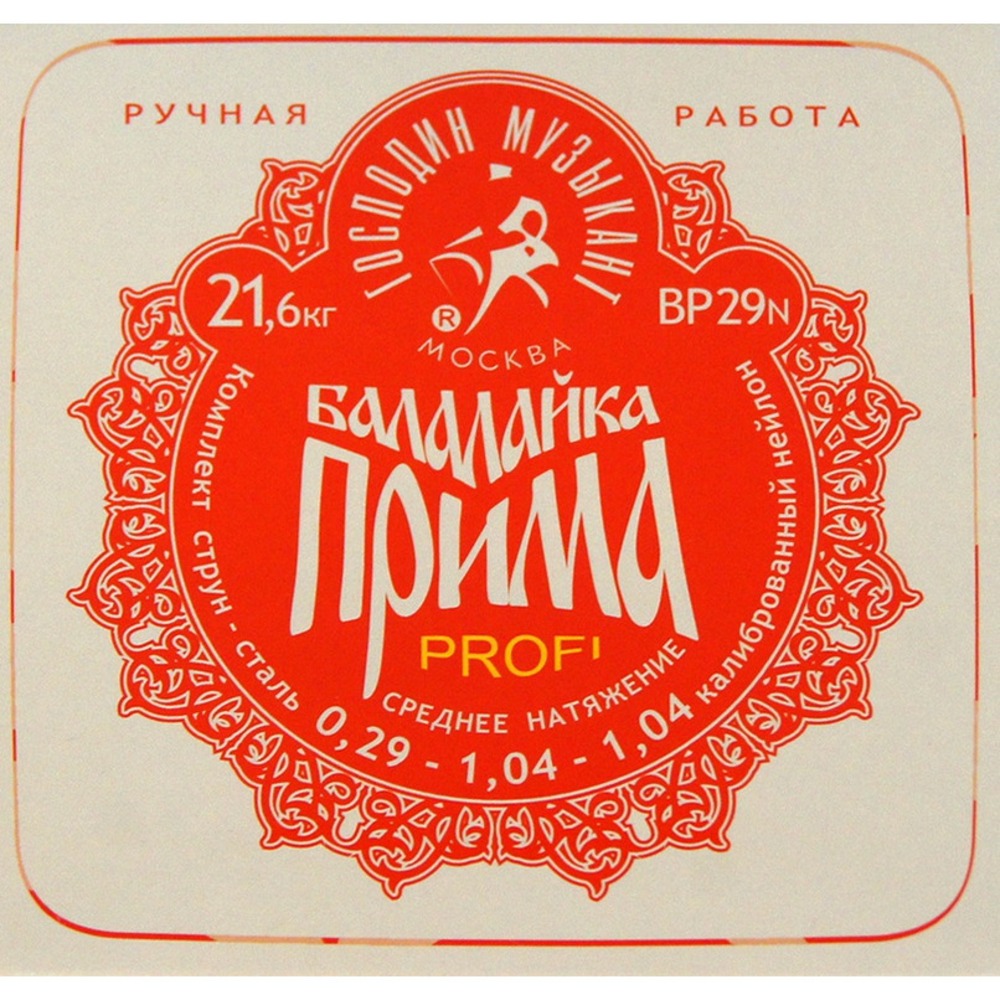 РУЧНАЯ РАБОТА
ГОСПОДИН МУЗЫКАНТ
21,6кг
BP29N
®
МОСКВА
БАЛАЛАЙКА
ПРИМА
PROFI
СРЕДНЕЕ НАТЯЖЕНИЕ
Комплект струн - сталь 0,29 - 1,04 - 1,04 калиброванный нейлон